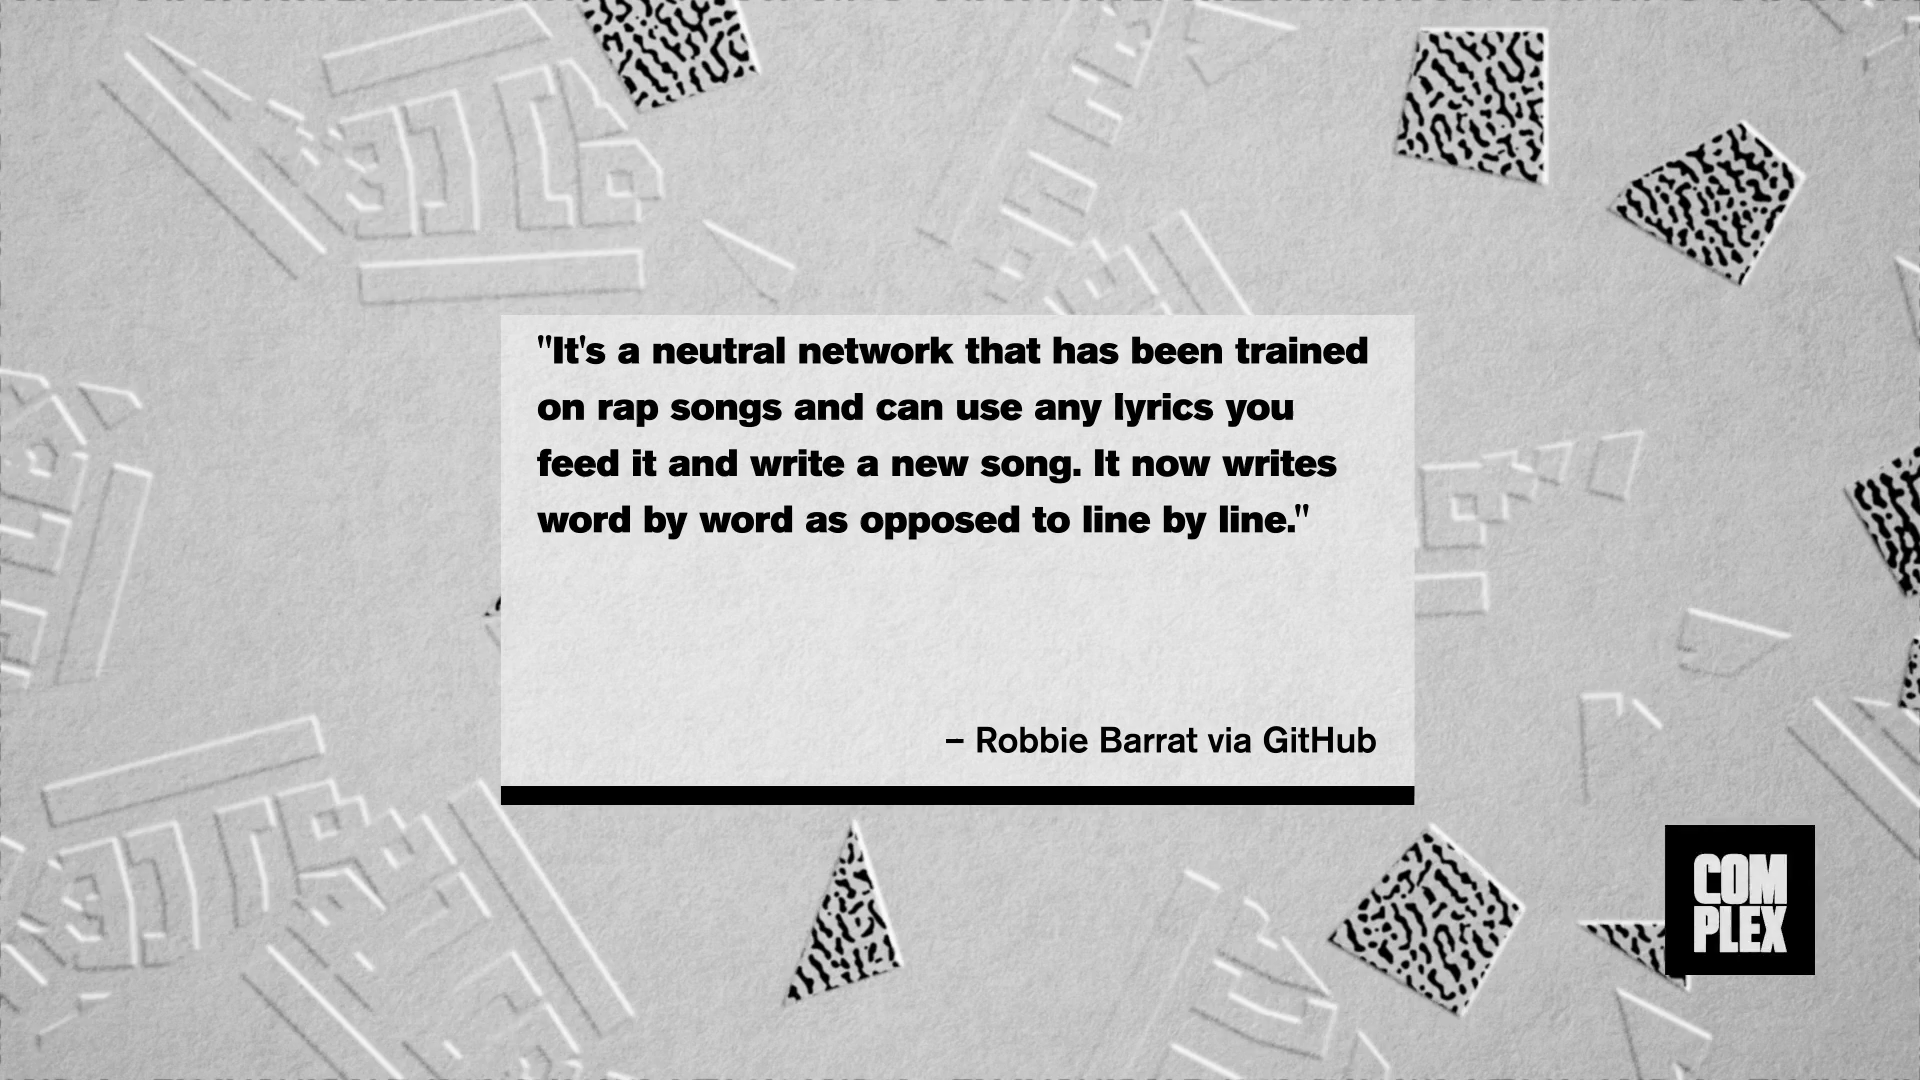 "It's a neutral network that has been trained
on rap songs and can use any lyrics you
feed it and write a new song. It now writes
word by word as opposed to line by line."
– Robbie Barrat via GitHub
COM
PLEX